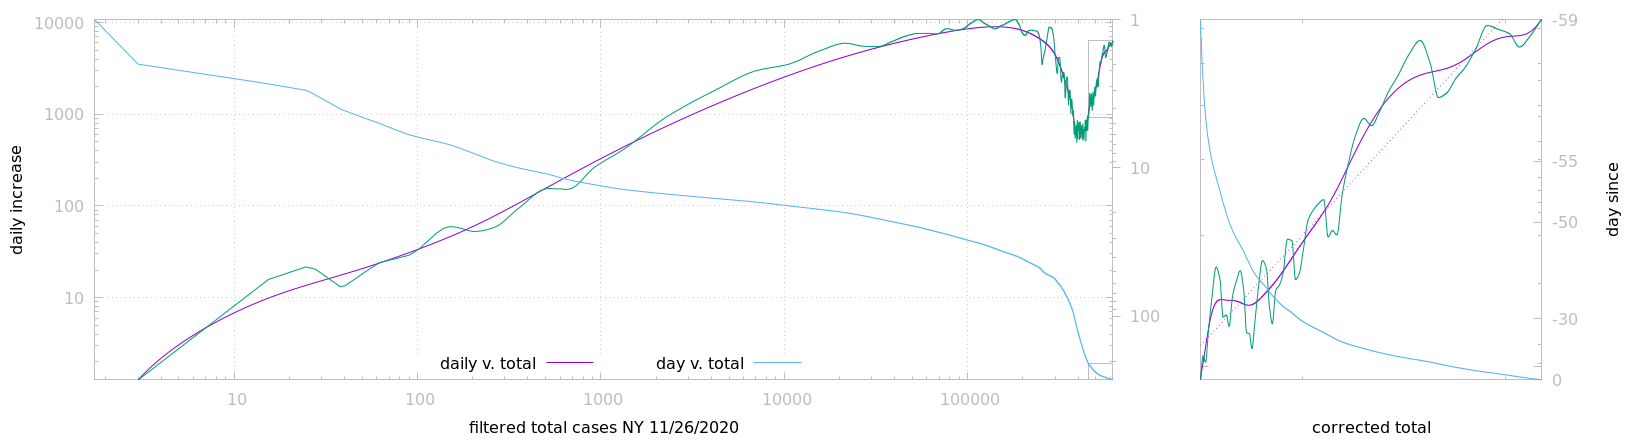 10000
1000
100
10
daily increase
10
100
1000
10000
100000
filtered total cases NY 11/26/2020
daily v. total
day v. total
1
10
100
-59
-55
-50
-30
0
day since
corrected total